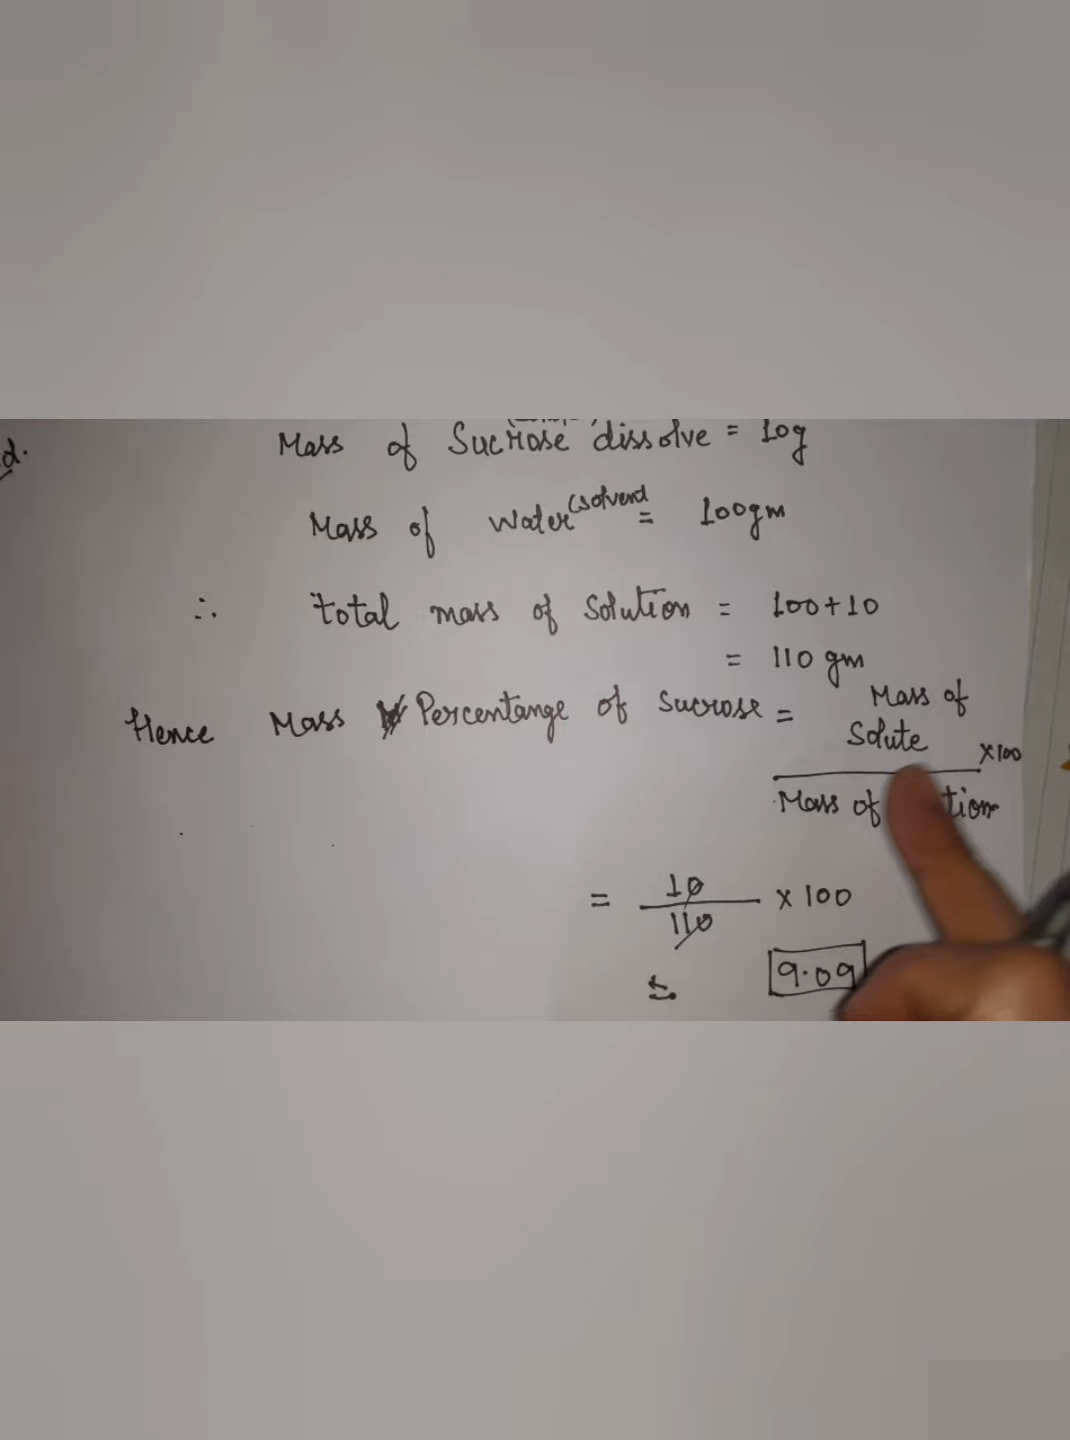 d.
Mass of Sucrose dissolve = 10g
Mass of Water (solvent = 100gm
∴ total mass of Solution = 100+10
= 110 gm
Hence Mass Percentange of Sucrose = Mass of Solute ×100
Mass of
= 10 × 100
110
= 9.09